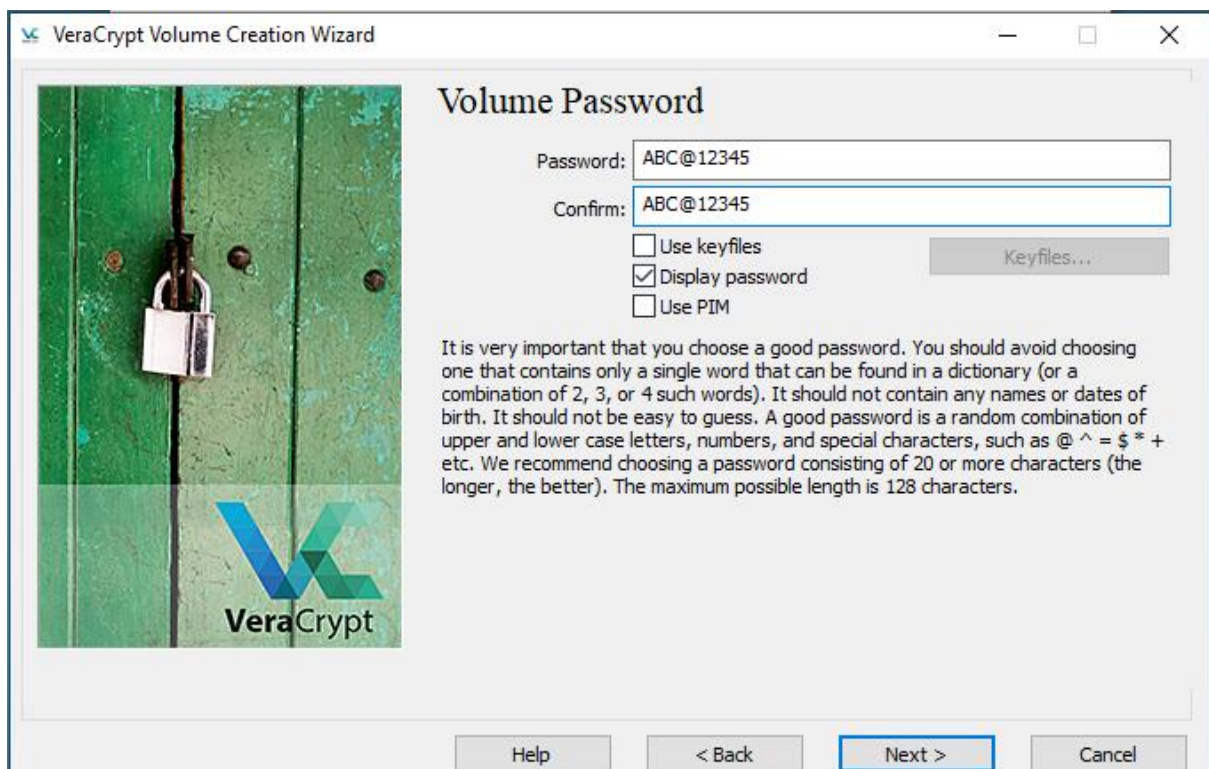 VeraCrypt Volume Creation Wizard
Volume Password
Password: ABC@12345
Confirm: ABC@12345
Use keyfiles
Keyfiles...
Display password
Use PIM
It is very important that you choose a good password. You should avoid choosing
one that contains only a single word that can be found in a dictionary (or a
combination of 2, 3, or 4 such words). It should not contain any names or dates of
birth. It should not be easy to guess. A good password is a random combination of
upper and lower case letters, numbers, and special characters, such as @ ^ = $ * +
etc. We recommend choosing a password consisting of 20 or more characters (the
longer, the better). The maximum possible length is 128 characters.
VeraCrypt
Help < Back Next > Cancel